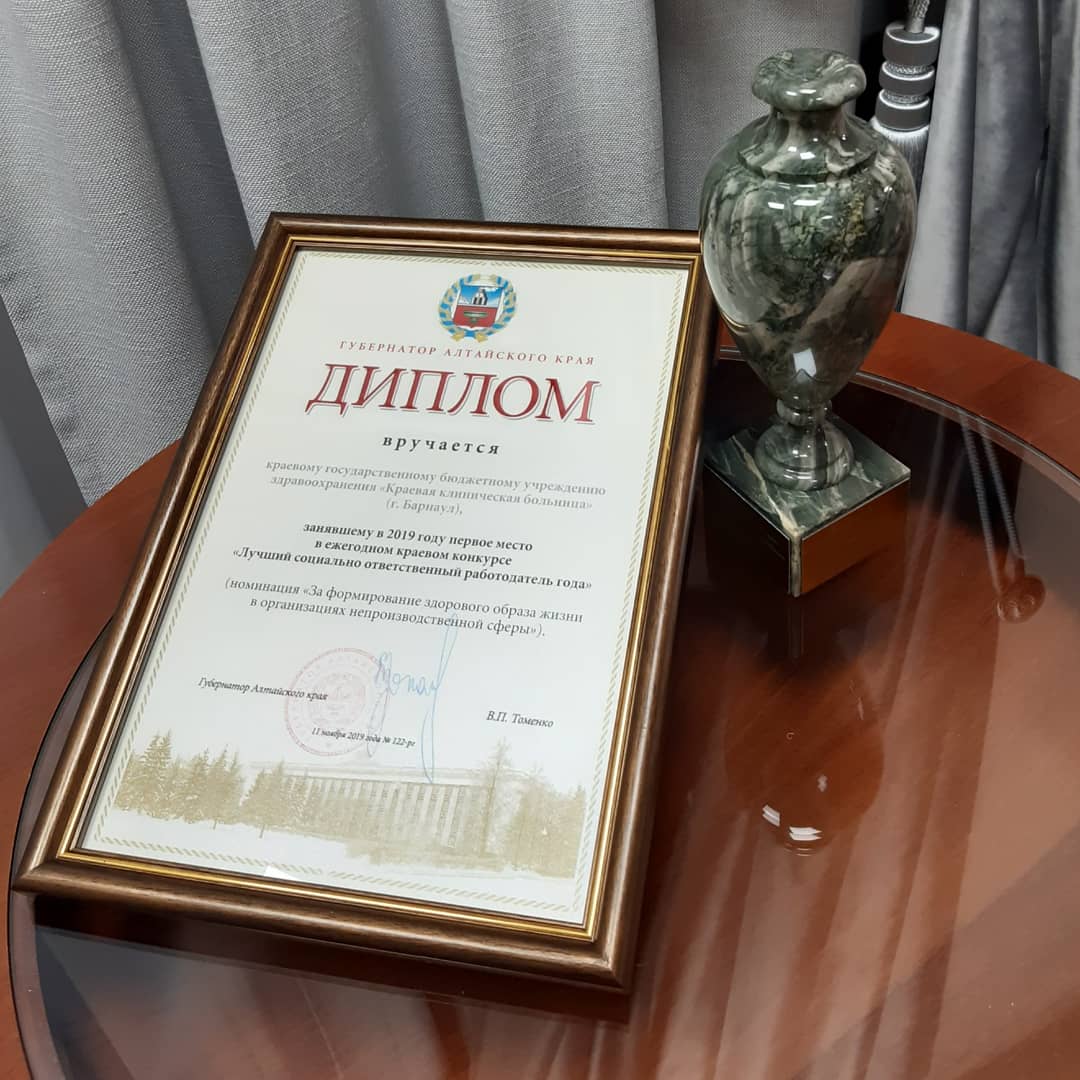 ГУБЕРНАТОР АЛТАЙСКОГО КРАЯ
ДИПЛОМ
вручается
краевому государственному бюджетному учреждению
здравоохранения «Краевая клиническая больница»
(г. Барнаул),
занявшему в 2019 году первое место
в ежегодном краевом конкурсе
«Лучший социально ответственный работодатель года»
(номинация «За формирование здорового образа жизни
в организациях непроизводственной сферы»).
Губернатор Алтайского края
В.П. Томенко
11 ноября 2019 года № 122-рг